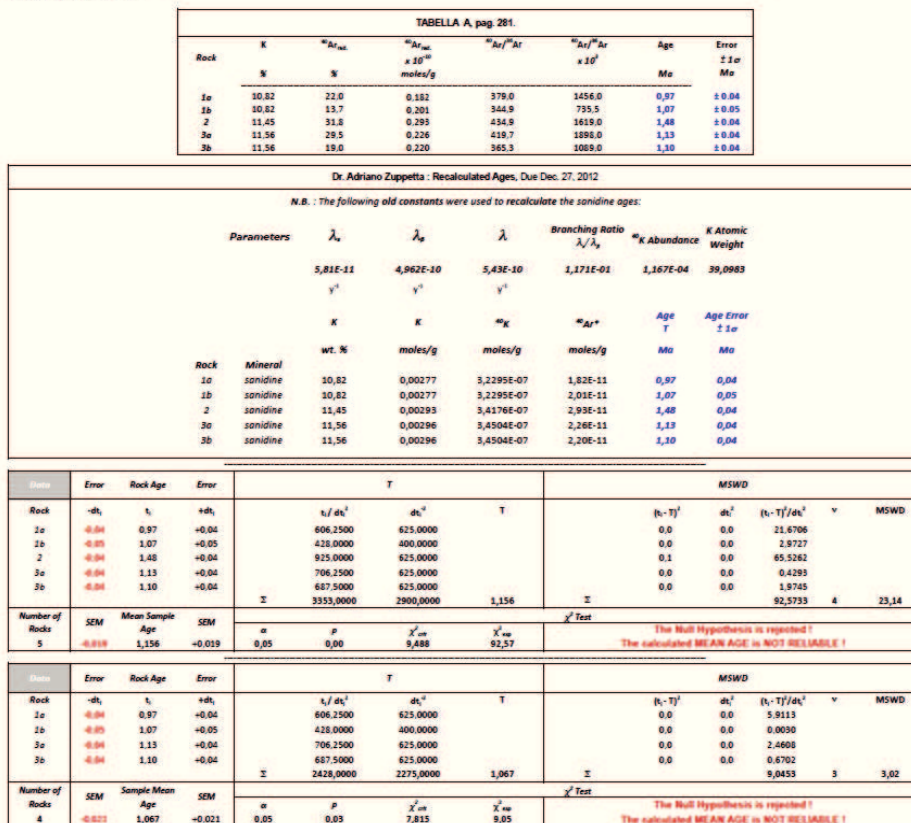 TABELLA A, pag. 281.
Rock K ⁴⁰Ar rad. ⁴⁰Ar rad. ⁴⁰Ar/³⁶Ar ⁴⁰Ar/³⁶Ar Age Error
x 10⁻¹⁰ x 10³ ± 1σ
% % moles/g Ma Ma
1a 10,82 22,0 0,182 379,0 1456,0 0,97 ± 0.04
1b 10,82 13,7 0,201 344,9 735,5 1,07 ± 0.05
2 11,45 31,8 0,293 434,9 1619,0 1,48 ± 0.04
3a 11,56 29,5 0,226 419,7 1898,0 1,13 ± 0.04
3b 11,56 19,0 0,220 365,3 1089,0 1,10 ± 0.04
Dr. Adriano Zuppetta : Recalculated Ages, Due Dec. 27, 2012
N.B. : The following old constants were used to recalculate the sanidine ages:
Parameters λₑ λᵦ λ Branching Ratio λₑ/λᵦ ⁴⁰K Abundance K Atomic Weight
5,81E-11 4,962E-10 5,43E-10 1,171E-01 1,167E-04 39,0983
y⁻¹ y⁻¹ y⁻¹
K K ⁴⁰K ⁴⁰Ar* Age T Age Error ± 1σ
wt. % moles/g moles/g moles/g Ma Ma
Rock Mineral
1a sanidine 10,82 0,00277 3,2295E-07 1,82E-11 0,97 0,04
1b sanidine 10,82 0,00277 3,2295E-07 2,01E-11 1,07 0,05
2 sanidine 11,45 0,00293 3,4176E-07 2,93E-11 1,48 0,04
3a sanidine 11,56 0,00296 3,4504E-07 2,26E-11 1,13 0,04
3b sanidine 11,56 0,00296 3,4504E-07 2,20E-11 1,10 0,04
Data Error Rock Age Error T MSWD
Rock -dtᵢ tᵢ +dtᵢ tᵢ/ dtᵢ² dtᵢ⁻² T (tᵢ - T)² dtᵢ² (tᵢ - T)²/dtᵢ² ν MSWD
1a -0,04 0,97 +0,04 606,2500 625,0000 0,0 0,0 21,6706
1b -0,05 1,07 +0,05 428,0000 400,0000 0,0 0,0 2,9727
2 -0,04 1,48 +0,04 925,0000 625,0000 0,1 0,0 65,5262
3a -0,04 1,13 +0,04 706,2500 625,0000 0,0 0,0 0,4293
3b -0,04 1,10 +0,04 687,5000 625,0000 0,0 0,0 1,9745
Σ 3353,0000 2900,0000 1,156 Σ 92,5733 4 23,14
Number of Rocks SEM Mean Sample Age SEM χ² Test
α p χ² crit χ² exp The Null Hypothesis is rejected !
5 -0,019 1,156 +0,019 0,05 0,00 9,488 92,57 The calculated MEAN AGE is NOT RELIABLE !
Data Error Rock Age Error T MSWD
Rock -dtᵢ tᵢ +dtᵢ tᵢ/ dtᵢ² dtᵢ⁻² T (tᵢ - T)² dtᵢ² (tᵢ - T)²/dtᵢ² ν MSWD
1a -0,04 0,97 +0,04 606,2500 625,0000 0,0 0,0 5,9113
1b -0,05 1,07 +0,05 428,0000 400,0000 0,0 0,0 0,0030
3a -0,04 1,13 +0,04 706,2500 625,0000 0,0 0,0 2,4608
3b -0,04 1,10 +0,04 687,5000 625,0000 0,0 0,0 0,6702
Σ 2428,0000 2275,0000 1,067 Σ 9,0453 3 3,02
Number of Rocks SEM Sample Mean Age SEM χ² Test
α p χ² crit χ² exp The Null Hypothesis is rejected !
4 -0,021 1,067 +0,021 0,05 0,03 7,815 9,05 The calculated MEAN AGE is NOT RELIABLE !